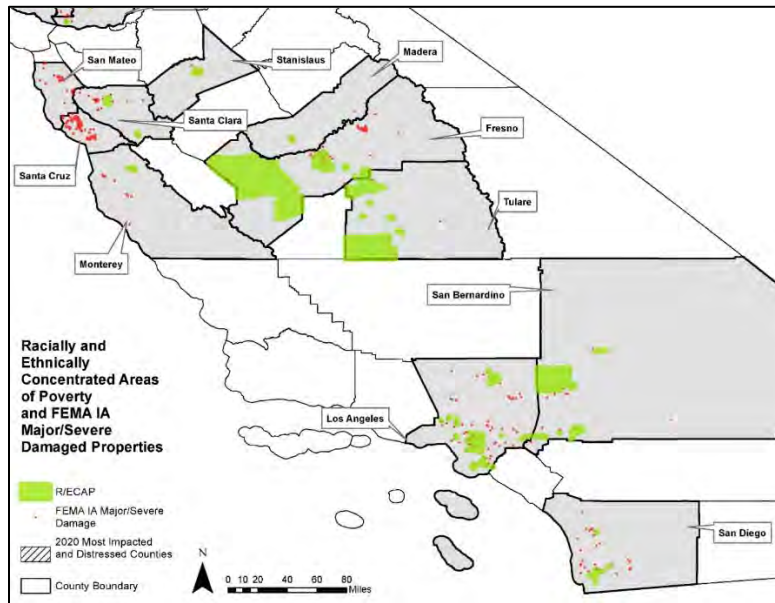 San Mateo
Stanislaus
Madera
Santa Clara
Fresno
Santa Cruz
Tulare
Monterey
San Bernardino
Racially and
Ethnically
Concentrated Areas
of Poverty
and FEMA IA
Major/Severe
Damaged Properties
Los Angeles
R/ECAP
FEMA IA Major/Severe
Damage
2020 Most Impacted
and Distressed Counties
County Boundary
N
0 10 20 40 60 80
Miles
San Diego